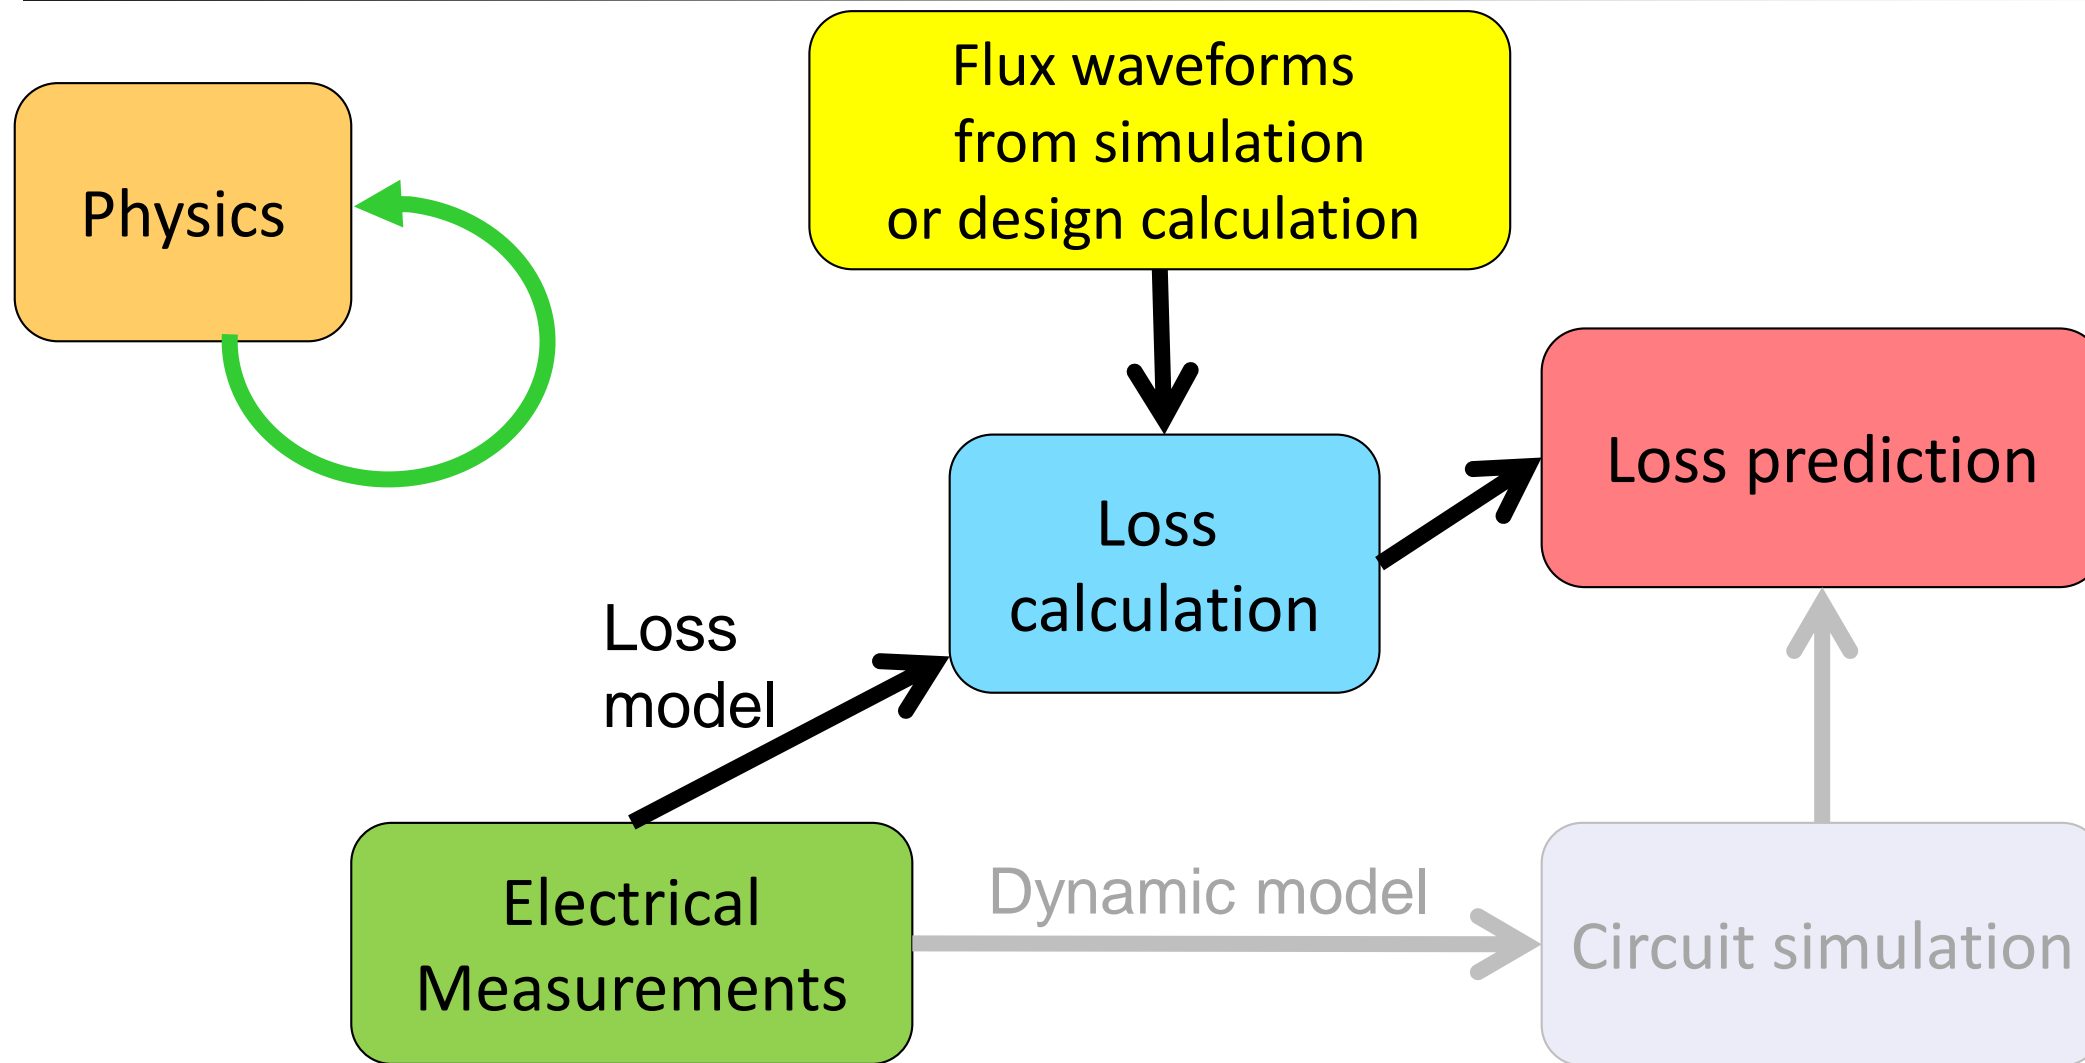 Flux waveforms
from simulation
or design calculation
Physics
Loss prediction
Loss
calculation
Loss
model
Electrical
Measurements
Dynamic model
Circuit simulation